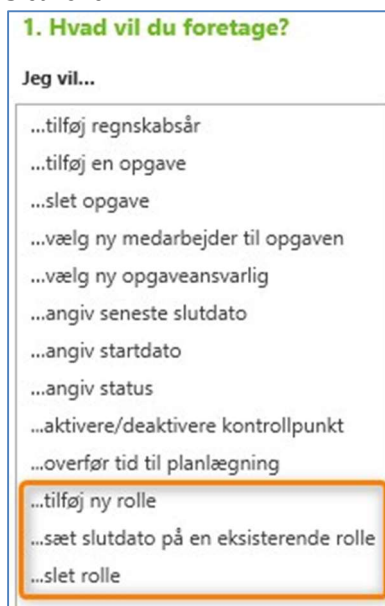 1. Hvad vil du foretage?
Jeg vil...
...tilføj regnskabsår
...tilføj en opgave
...slet opgave
...vælg ny medarbejder til opgaven
...vælg ny opgaveansvarlig
...angiv seneste slutdato
...angiv startdato
...angiv status
...aktivere/deaktivere kontrollpunkt
...overfør tid til planlægning
...tilføj ny rolle
...sæt slutdato på en eksisterende rolle
...slet rolle